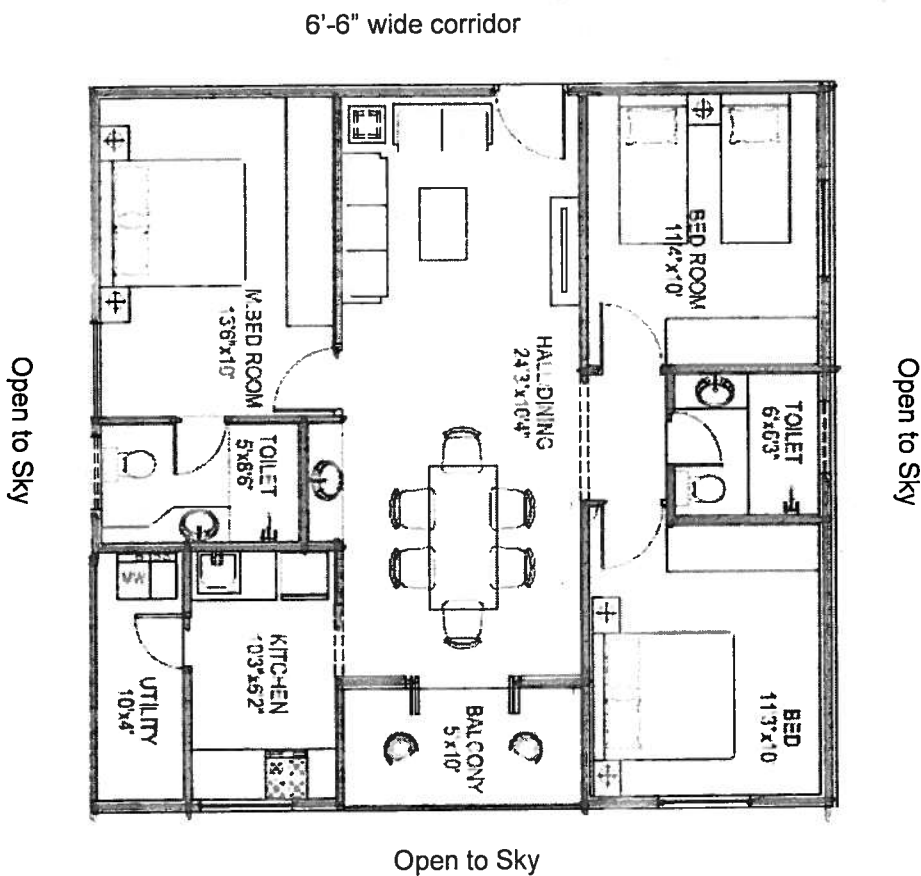 6'-6" wide corridor
BED ROOM
11'4"x10'
M.BED ROOM
13'6"x10'
HALL/DINING
24'3"x10'4"
Open to Sky
Open to Sky
TOILET
6'x6'3"
TOILET
5'x8'6"
MW
KITCHEN
10'3"x6'2"
UTILITY
10'x4'
BALCONY
5'x10'
BED
11'3"x10
Open to Sky